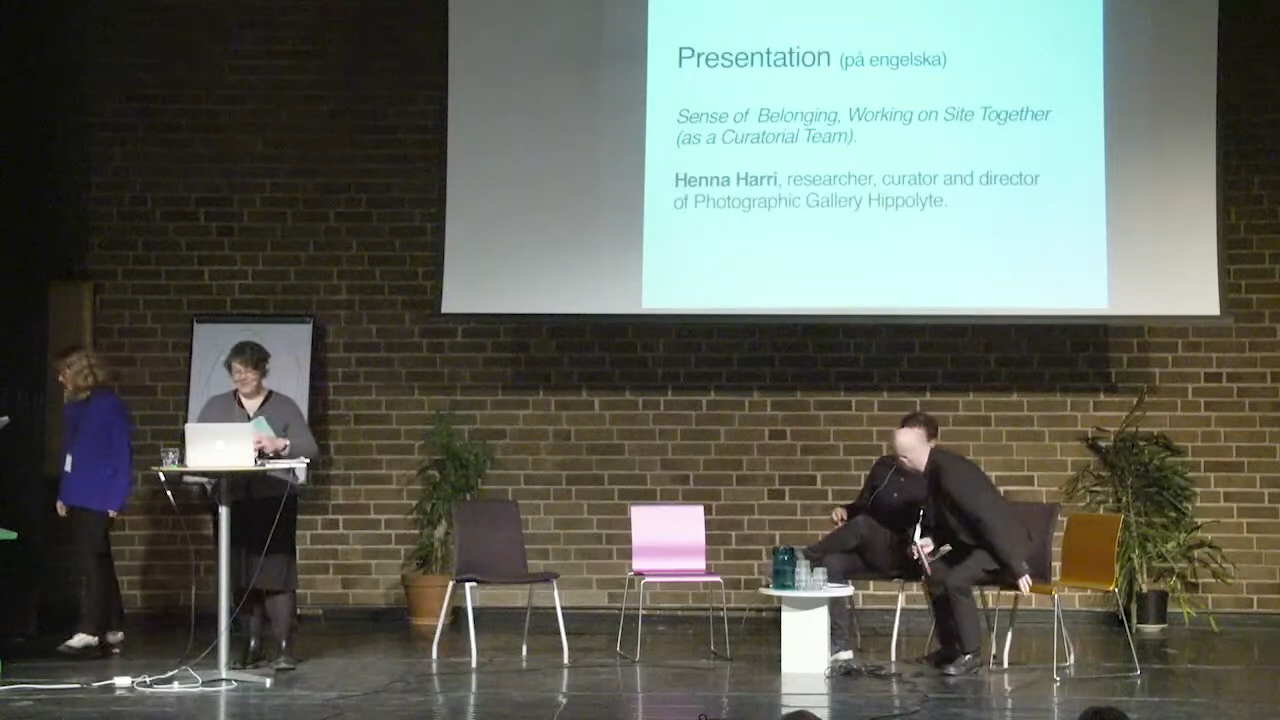 Presentation (på engelska)
Sense of Belonging, Working on Site Together
(as a Curatorial Team).
Henna Harri, researcher, curator and director
of Photographic Gallery Hippolyte.